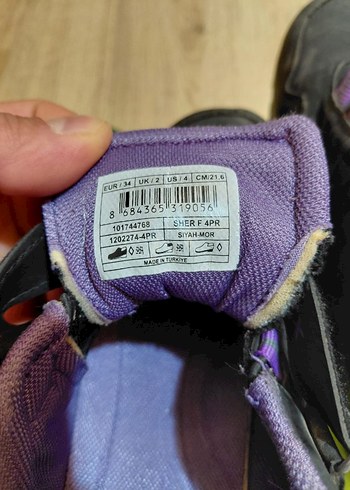 EUR / 34 UK / 2 US / 4 CM/21.6
8 684365 319056
101744768 SHER F 4PR
1202274-4PR SIYAH-MOR
MADE IN TURKIYE